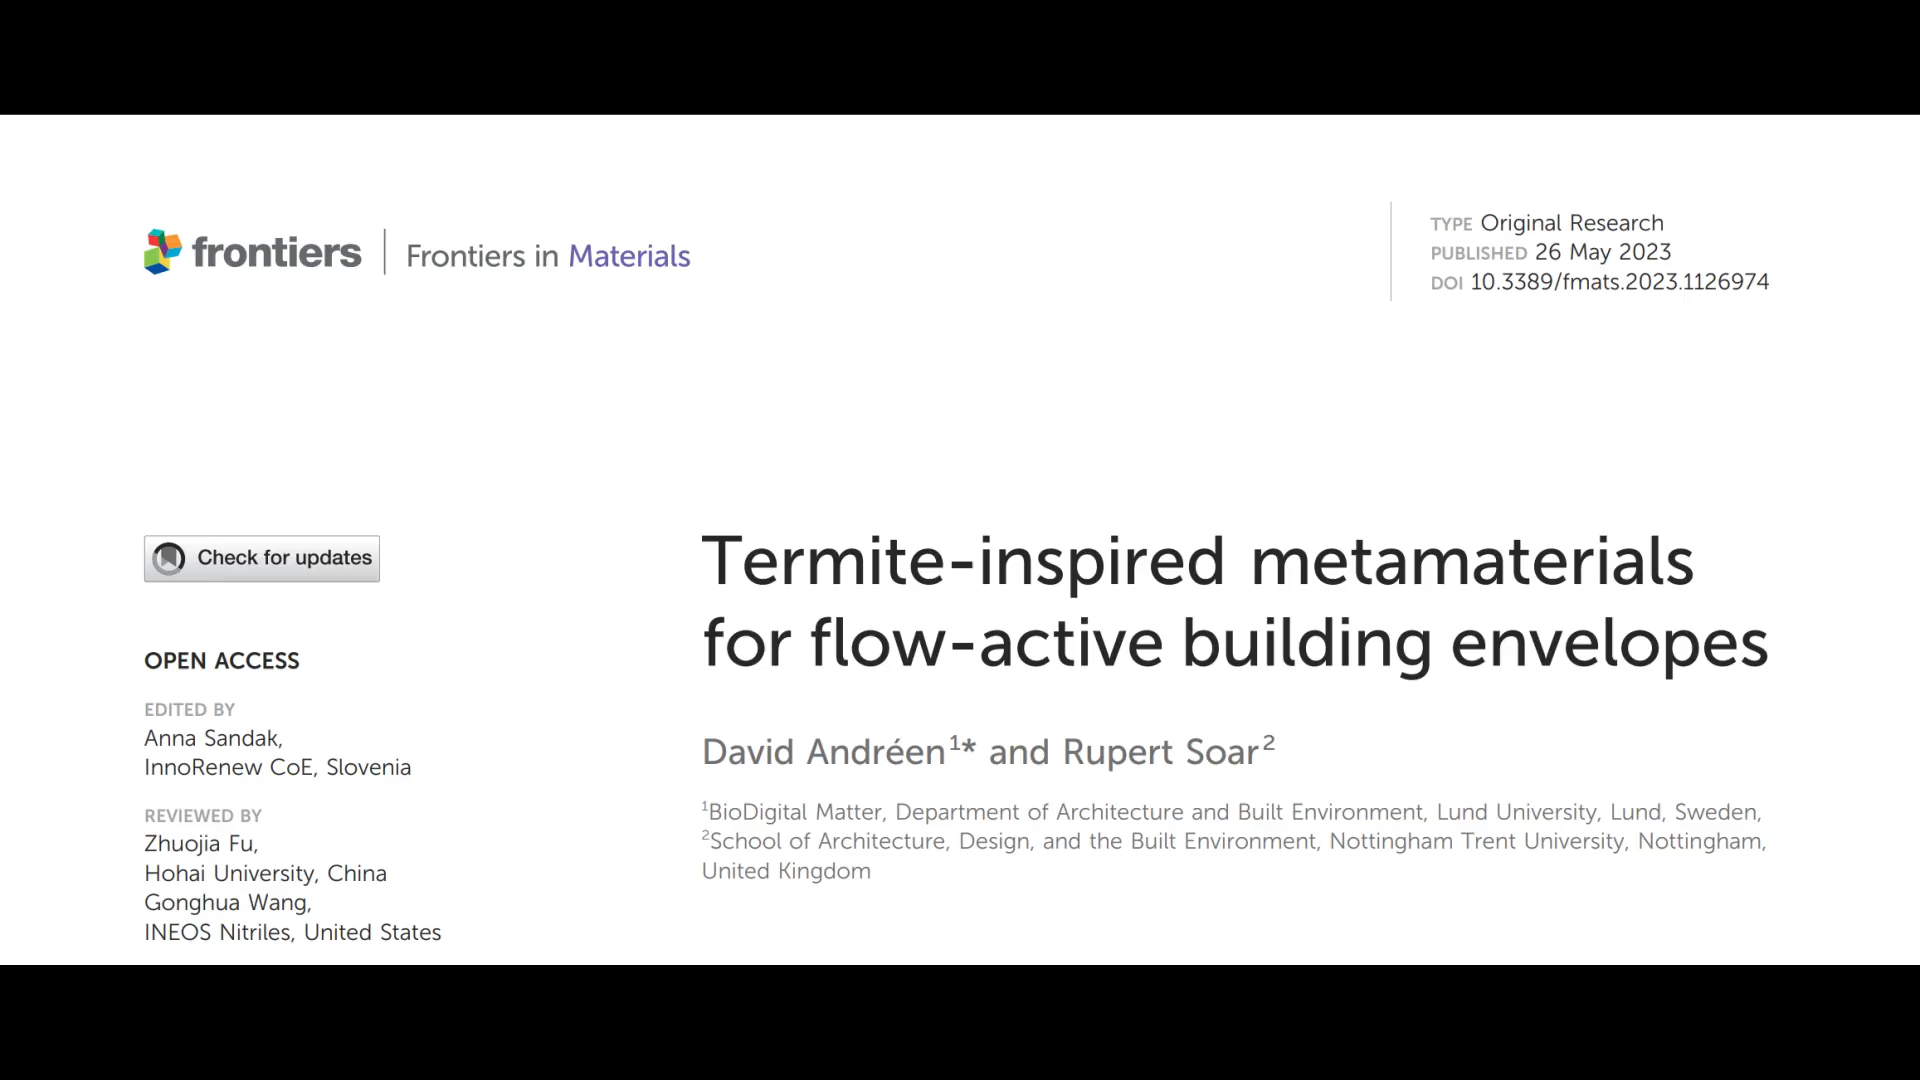 frontiers | Frontiers in Materials
TYPE Original Research
PUBLISHED 26 May 2023
DOI 10.3389/fmats.2023.1126974
Check for updates
OPEN ACCESS
EDITED BY
Anna Sandak,
InnoRenew CoE, Slovenia
REVIEWED BY
Zhuojia Fu,
Hohai University, China
Gonghua Wang,
INEOS Nitriles, United States
Termite-inspired metamaterials
for flow-active building envelopes
David Andréen¹* and Rupert Soar²
¹BioDigital Matter, Department of Architecture and Built Environment, Lund University, Lund, Sweden,
²School of Architecture, Design, and the Built Environment, Nottingham Trent University, Nottingham,
United Kingdom